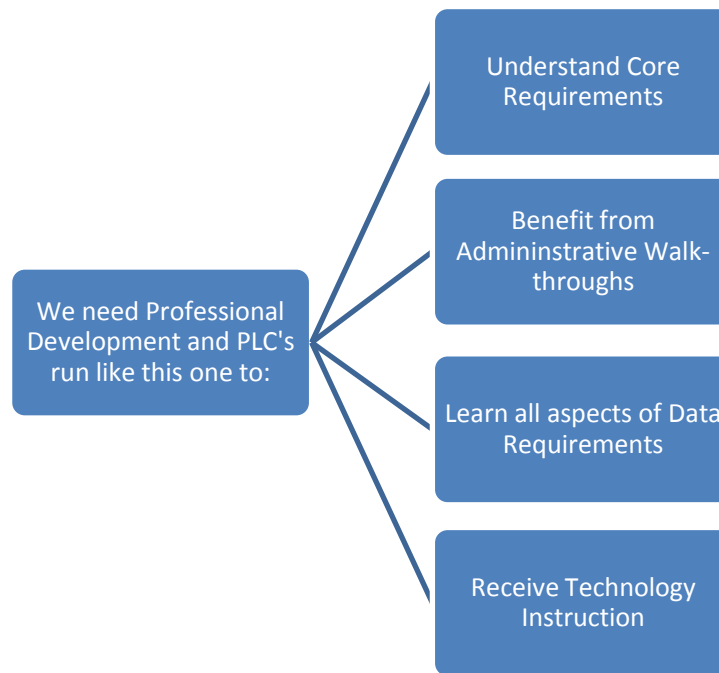 Understand Core
Requirements
Benefit from
Admininstrative Walk-
throughs
We need Professional
Development and PLC's
run like this one to:
Learn all aspects of Data
Requirements
Receive Technology
Instruction